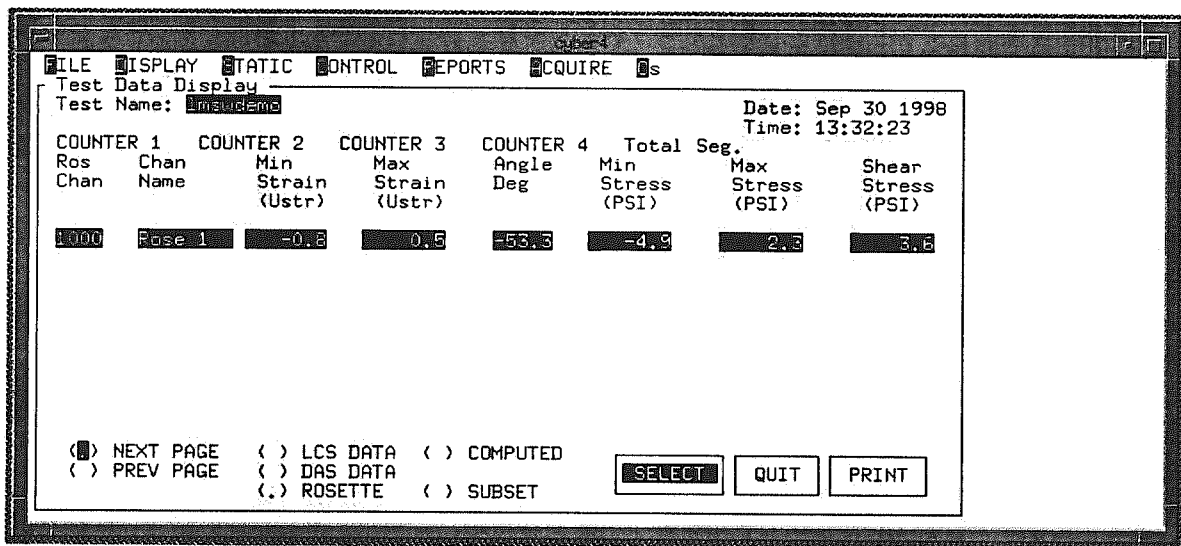 cyber4
FILE DISPLAY STATIC CONTROL REPORTS ACQUIRE Os
Test Data Display
Test Name: lmswdemo
Date: Sep 30 1998
Time: 13:32:23
COUNTER 1 COUNTER 2 COUNTER 3 COUNTER 4 Total Seg.
Ros Chan Min Max Angle Min Max Shear
Chan Name Strain Strain Deg Stress Stress Stress
(Ustr) (Ustr) (PSI) (PSI) (PSI)
1000 Rose 1 -0.8 0.5 -53.3 -4.9 2.3 3.6
( ) NEXT PAGE ( ) LCS DATA ( ) COMPUTED
( ) PREV PAGE ( ) DAS DATA
(.) ROSETTE ( ) SUBSET
SELECT QUIT PRINT